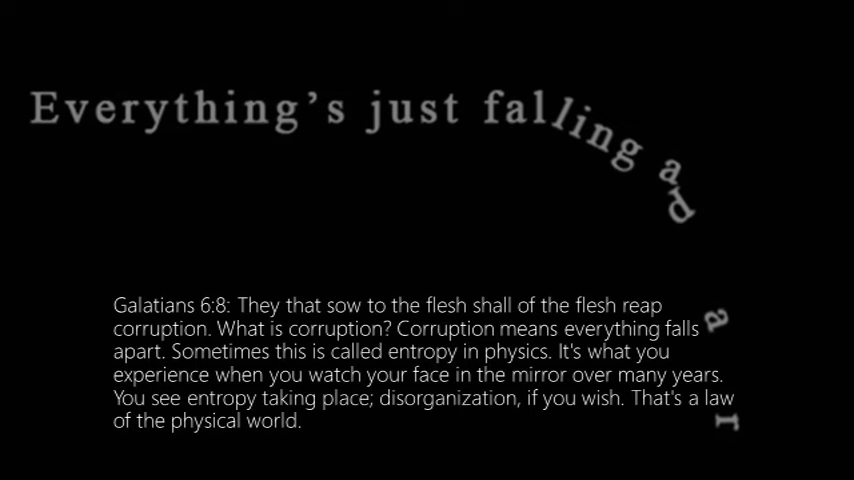 Everything's just falling apar
Galatians 6:8: They that sow to the flesh shall of the flesh reap
corruption. What is corruption? Corruption means everything falls
apart. Sometimes this is called entropy in physics. It's what you
experience when you watch your face in the mirror over many years.
You see entropy taking place; disorganization, if you wish. That's a law
of the physical world.